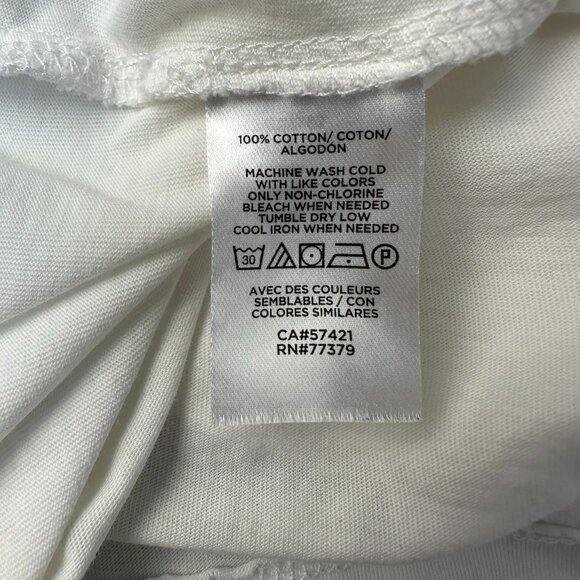 100% COTTON/ COTON/
ALGODÓN
MACHINE WASH COLD
WITH LIKE COLORS
ONLY NON-CHLORINE
BLEACH WHEN NEEDED
TUMBLE DRY LOW
COOL IRON WHEN NEEDED
30 P
AVEC DES COULEURS
SEMBLABLES / CON
COLORES SIMILARES
CA#57421
RN#77379